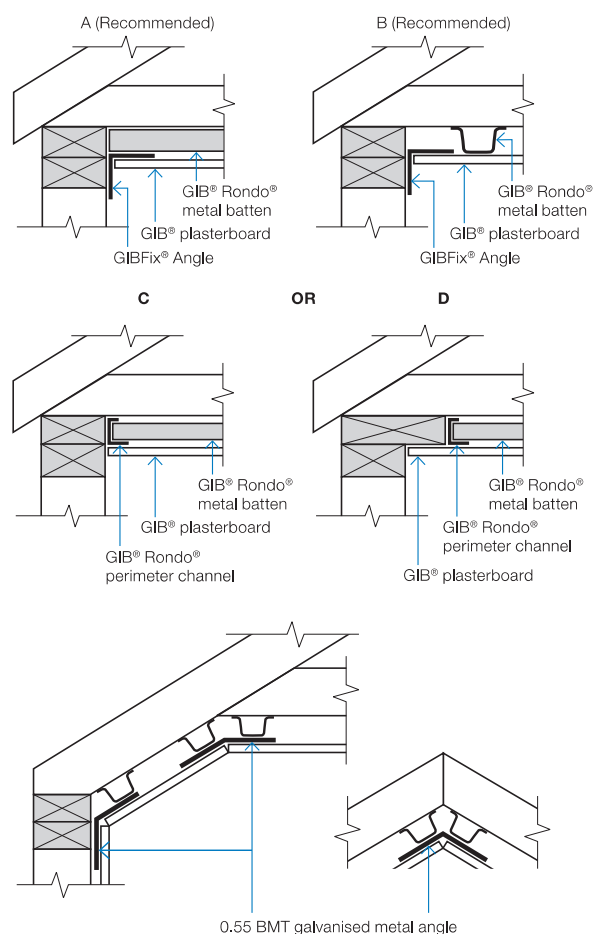 A (Recommended)
B (Recommended)
GIB® Rondo®
metal batten
GIB® plasterboard
GIBFix® Angle
GIB® Rondo®
metal batten
GIB® plasterboard
GIBFix® Angle
C OR D
GIB® Rondo®
metal batten
GIB® plasterboard
GIB® Rondo®
perimeter channel
GIB® Rondo®
metal batten
GIB® Rondo®
perimeter channel
GIB® plasterboard
0.55 BMT galvanised metal angle